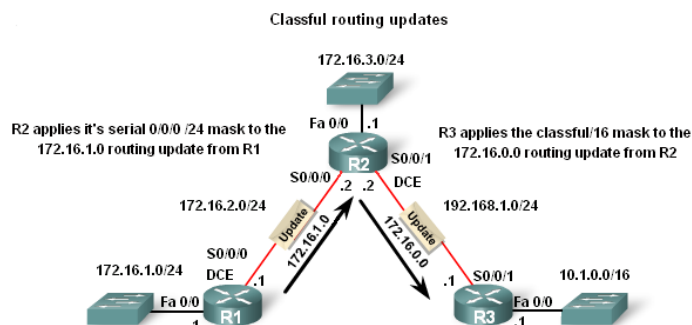 Classful routing updates
172.16.3.0/24
Fa 0/0
.1
R2 applies it's serial 0/0/0 /24 mask to the
172.16.1.0 routing update from R1
R3 applies the classful/16 mask to the
172.16.0.0 routing update from R2
R2
S0/0/1
S0/0/0
.2
.2
DCE
172.16.2.0/24
192.168.1.0/24
Update
172.16.1.0
Update
172.16.0.0
S0/0/0
DCE
.1
172.16.1.0/24
Fa 0/0
.1
R1
S0/0/1
.1
10.1.0.0/16
R3
Fa 0/0
.1